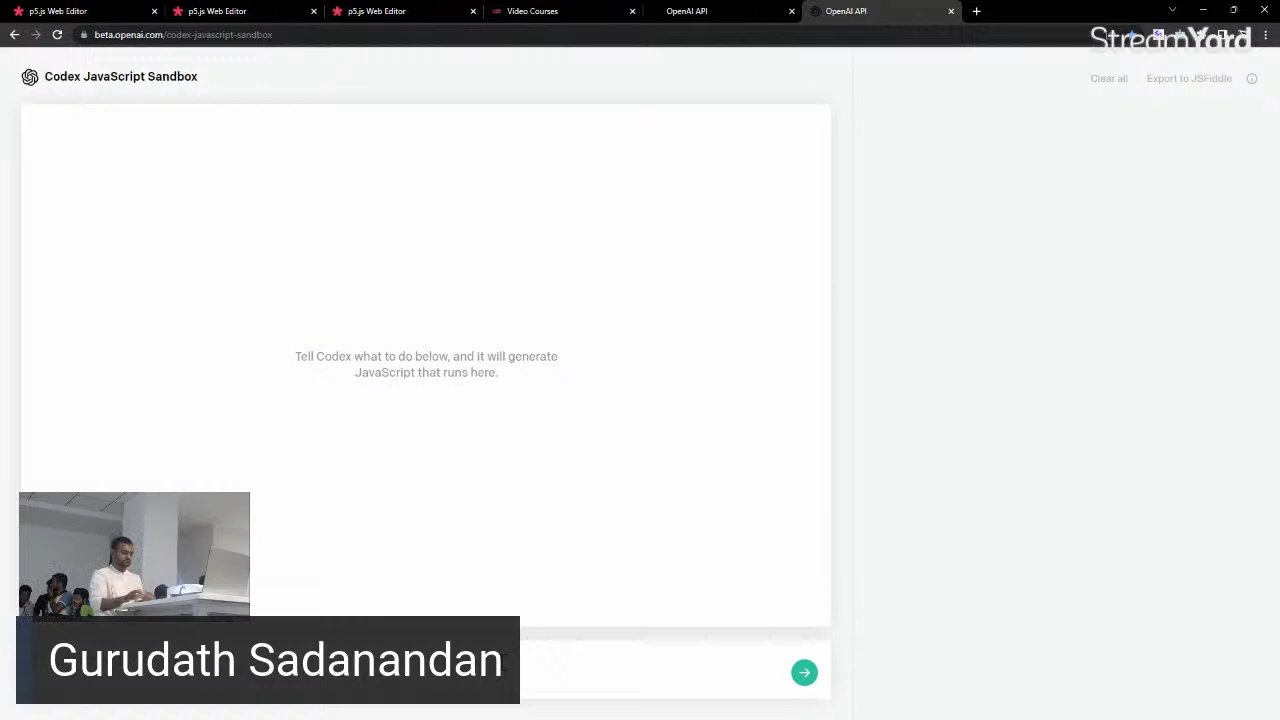 p5.js Web Editor
p5.js Web Editor
p5.js Web Editor
Video Courses
OpenAI API
OpenAI API
beta.openai.com/codex-javascript-sandbox
StreamYard
Codex JavaScript Sandbox
Clear all
Export to JSFiddle
Tell Codex what to do below, and it will generate
JavaScript that runs here.
Gurudath Sadanandan